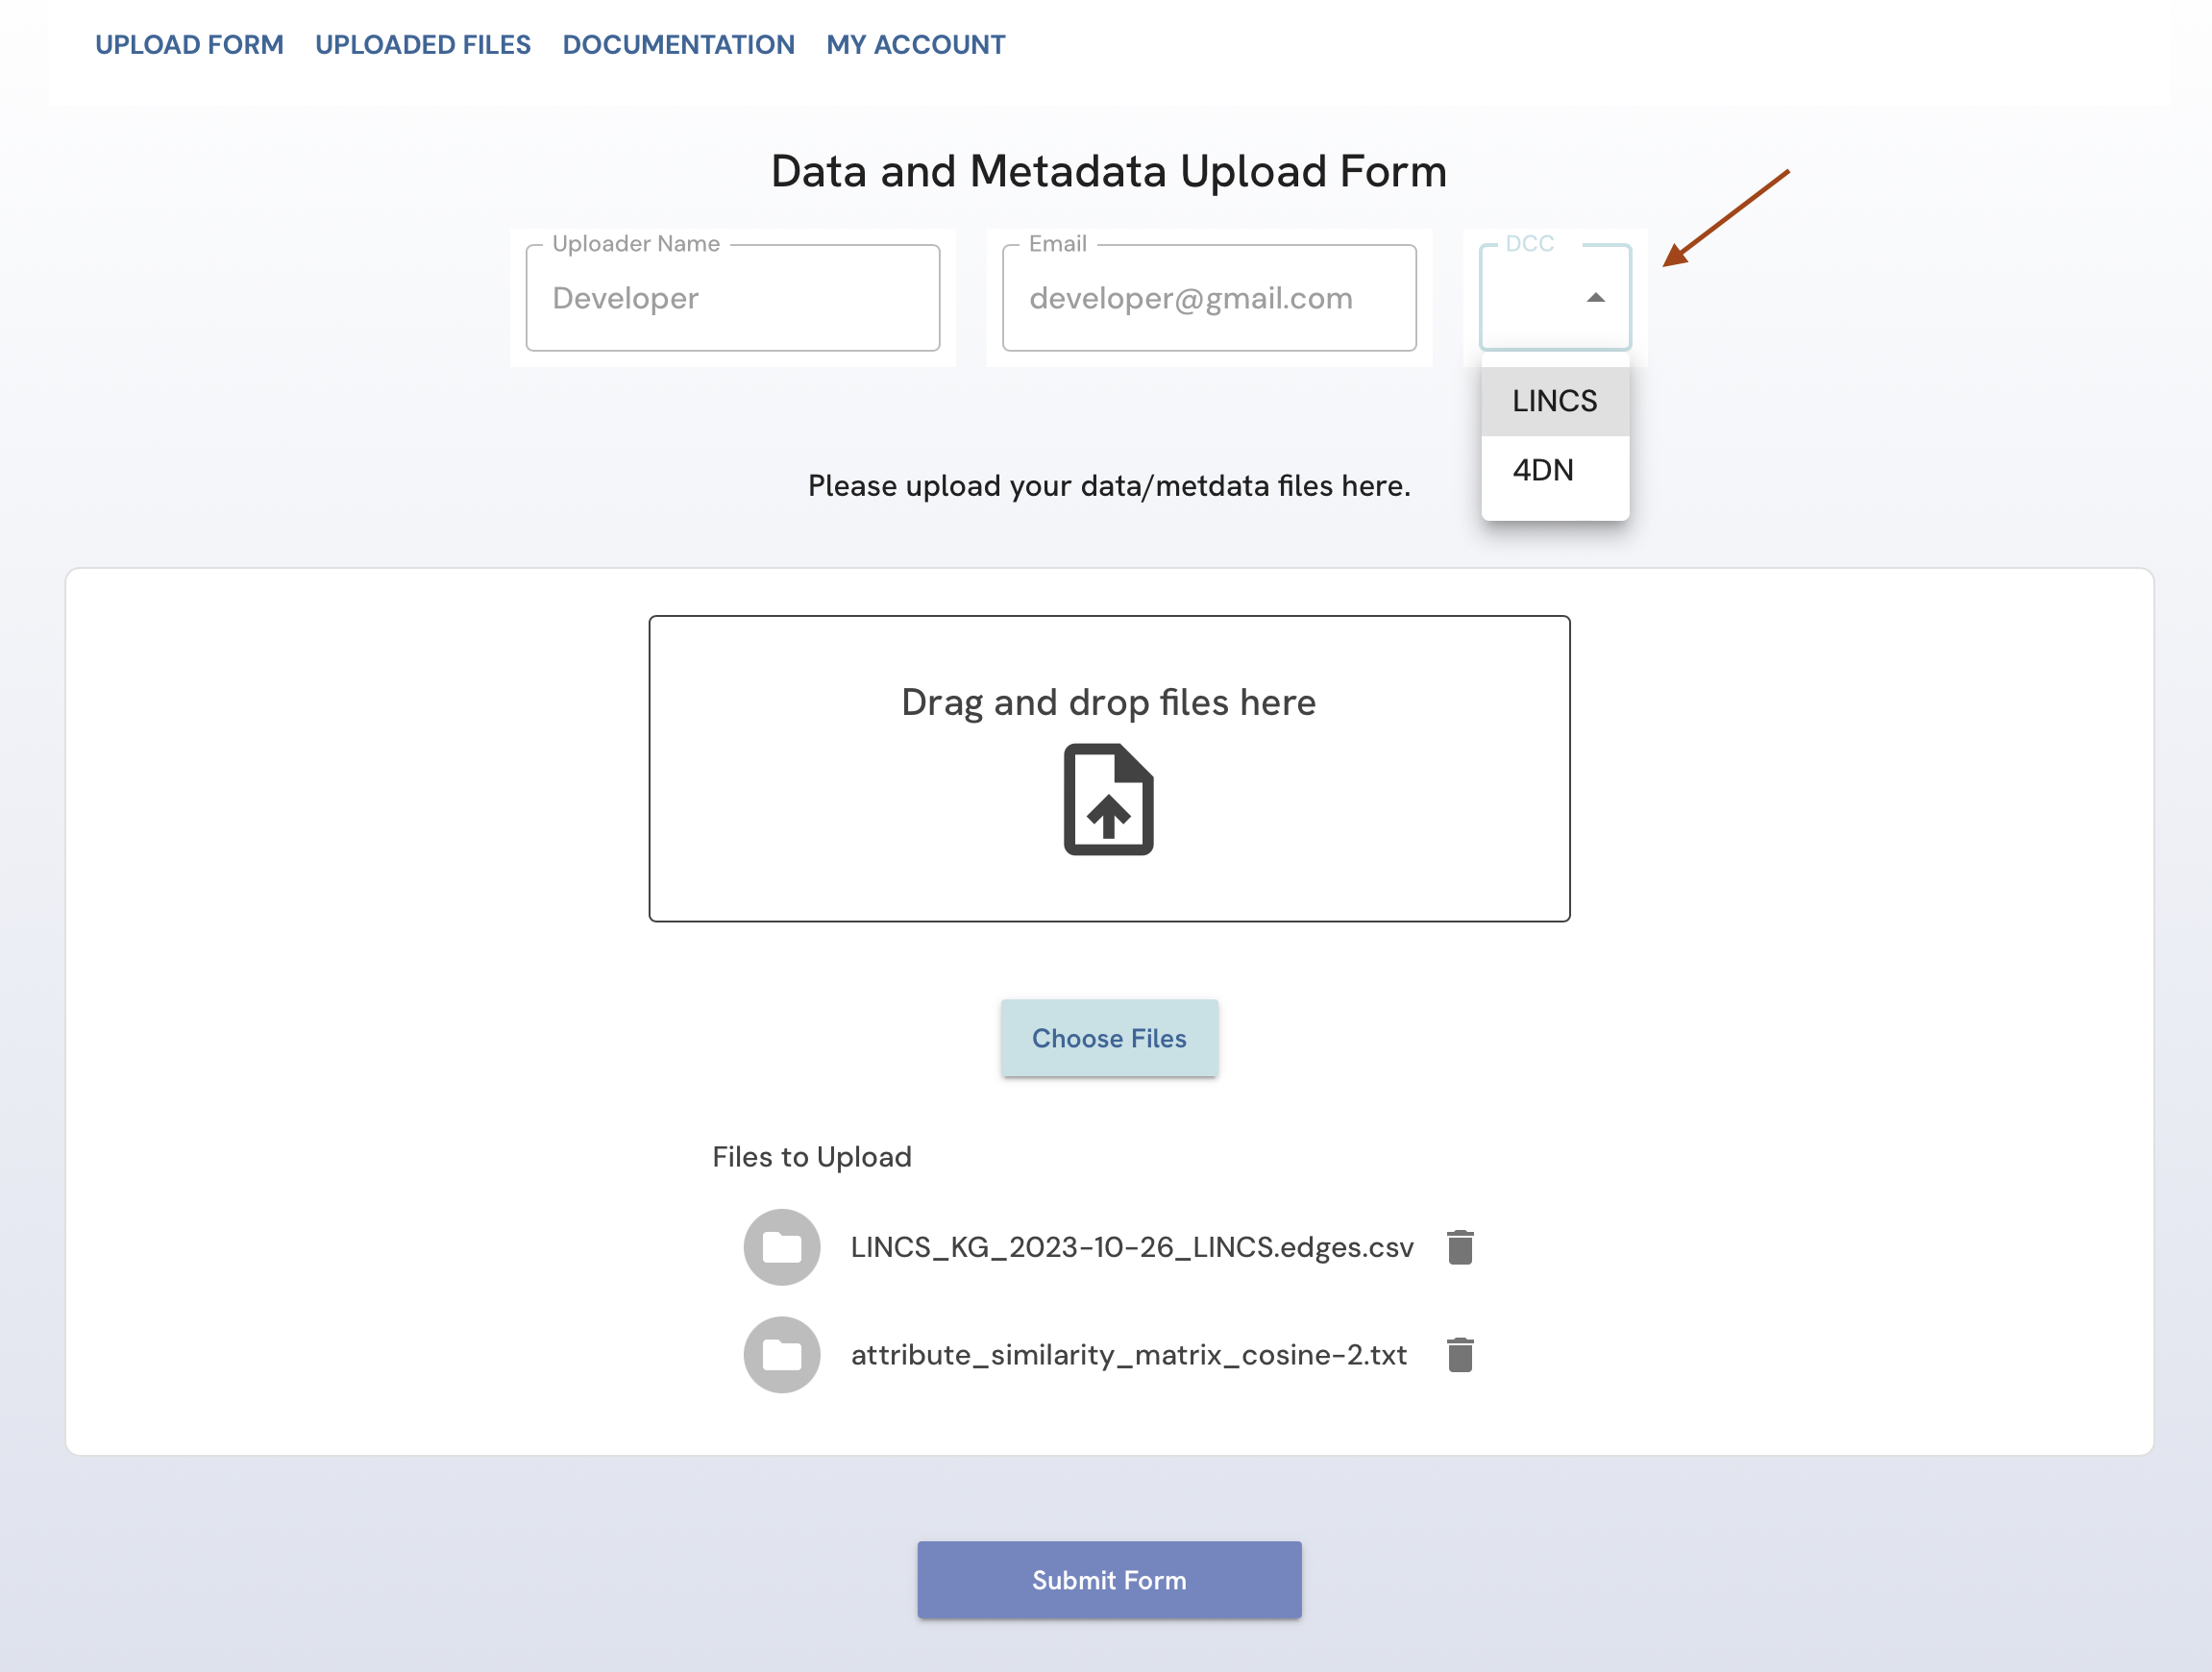 UPLOAD FORM UPLOADED FILES DOCUMENTATION MY ACCOUNT
Data and Metadata Upload Form
Uploader Name Email DCC
Developer developer@gmail.com
LINCS
4DN
Please upload your data/metdata files here.
Drag and drop files here
Choose Files
Files to Upload
LINCS_KG_2023-10-26_LINCS.edges.csv
attribute_similarity_matrix_cosine-2.txt
Submit Form